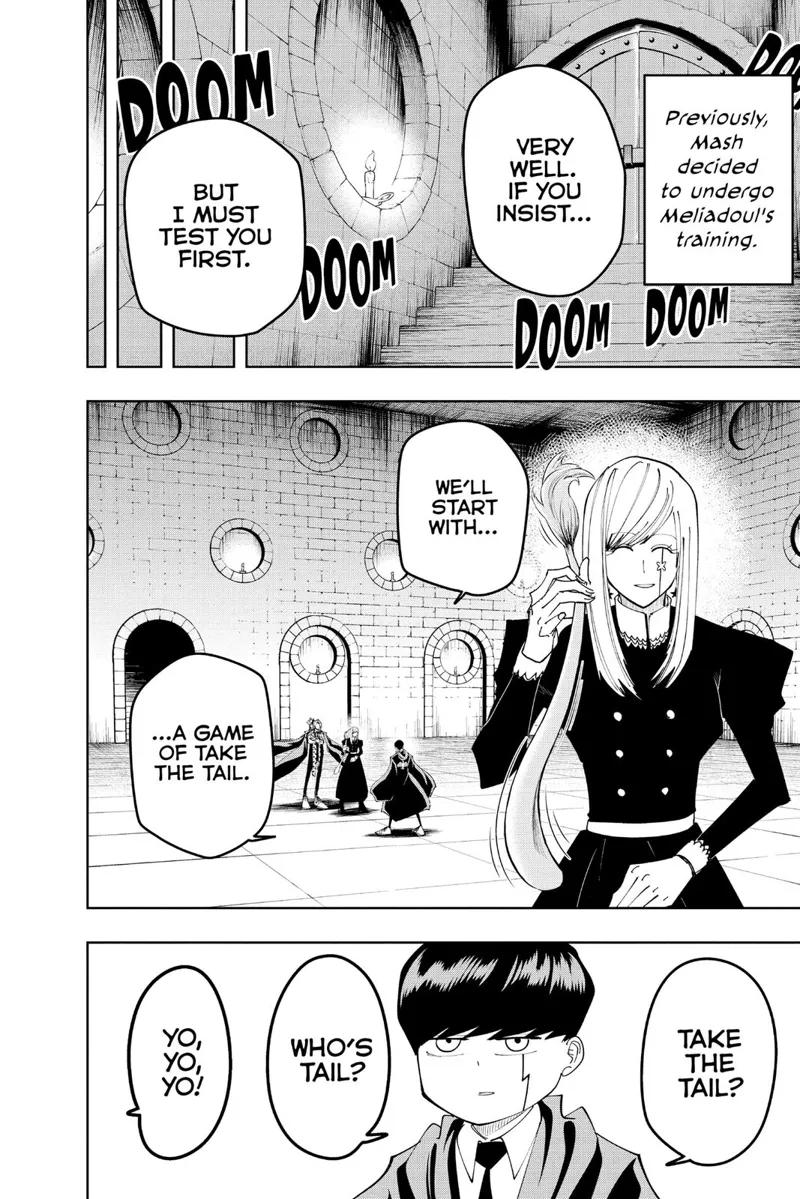 Previously,
Mash
decided
to undergo
Meliadoul's
training.
VERY
WELL.
IF YOU
INSIST...
DOOM
DOOM
DOOM
DOOM
BUT
I MUST
TEST YOU
FIRST.
WE'LL
START
WITH...
...A GAME
OF TAKE
THE TAIL.
TAKE
THE
TAIL?
WHO'S
TAIL?
YO,
YO,
YO!